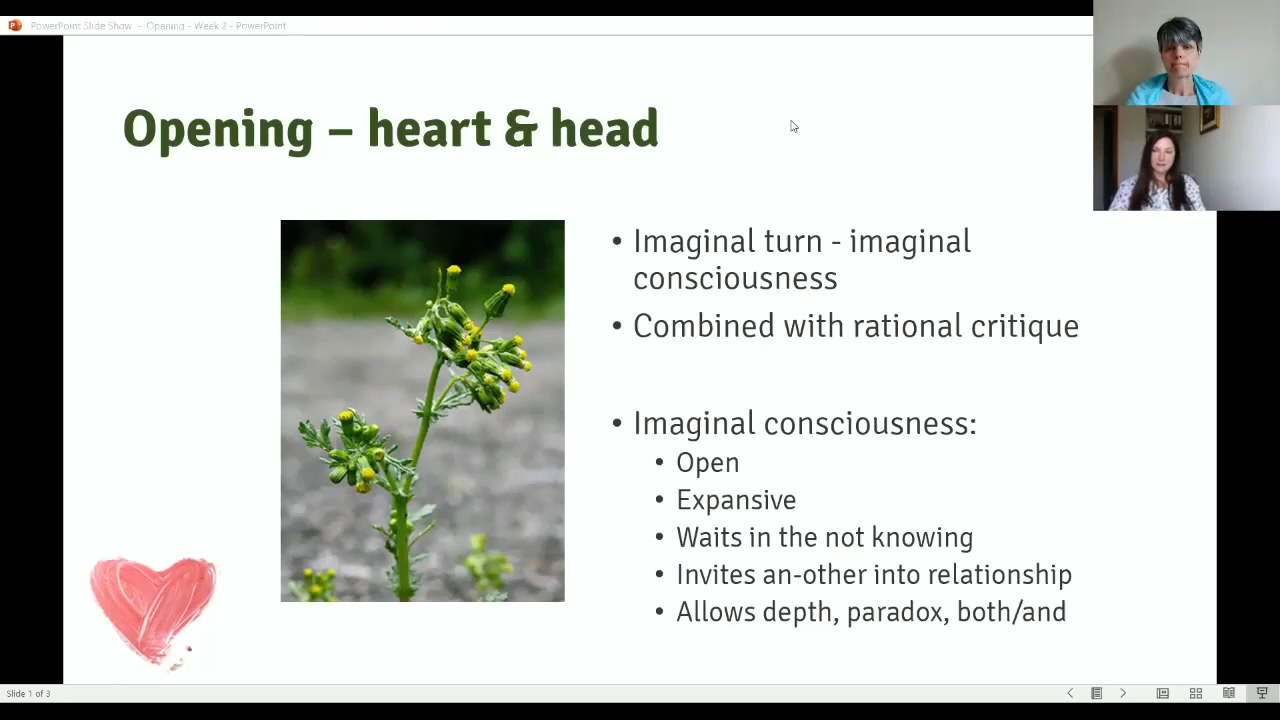 PowerPoint Slide Show - Opening - Week 2 - PowerPoint
Opening – heart & head
• Imaginal turn - imaginal
consciousness
• Combined with rational critique
• Imaginal consciousness:
• Open
• Expansive
• Waits in the not knowing
• Invites an-other into relationship
• Allows depth, paradox, both/and
Slide 1 of 3